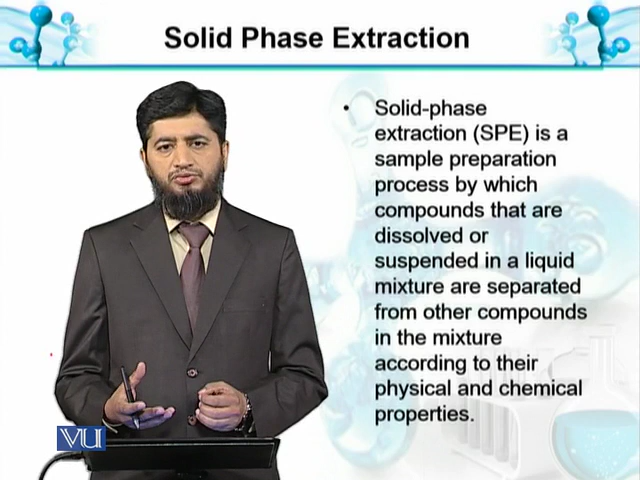 Solid Phase Extraction
• Solid-phase
extraction (SPE) is a
sample preparation
process by which
compounds that are
dissolved or
suspended in a liquid
mixture are separated
from other compounds
in the mixture
according to their
physical and chemical
properties.
VU